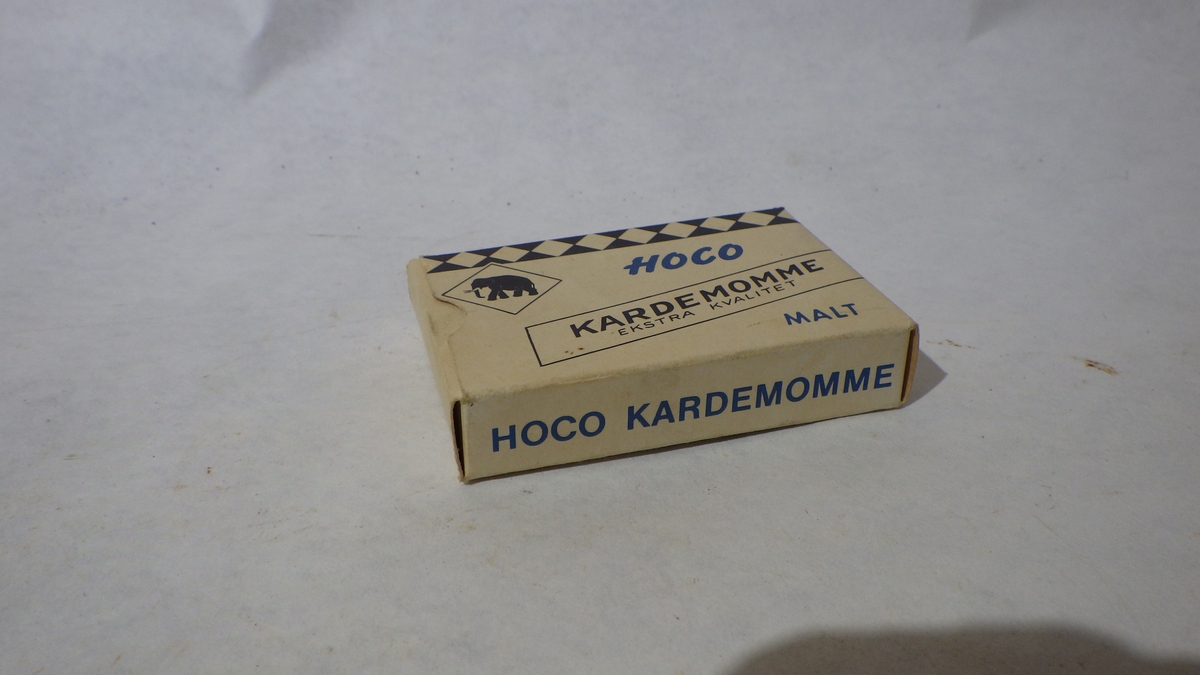 HOCO
KARDEMOMME
EKSTRA KVALITET
MALT
HOCO KARDEMOMME